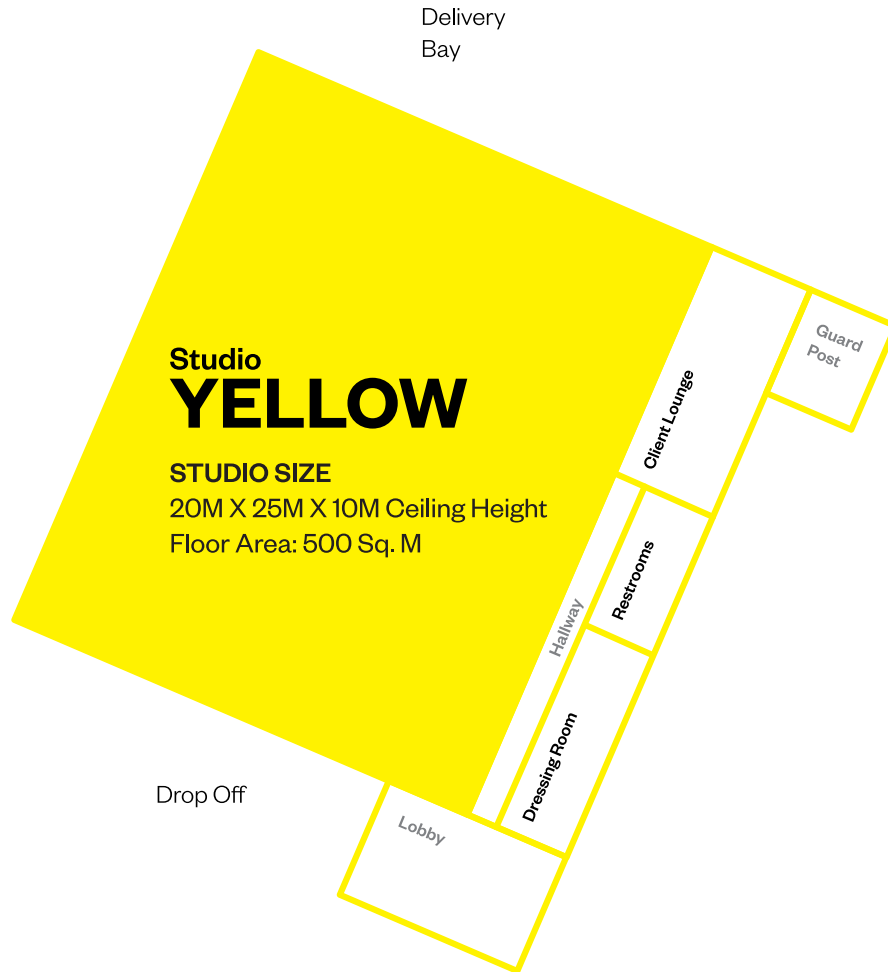 Delivery
Bay
Guard
Post
Studio
YELLOW
Client Lounge
STUDIO SIZE
20M X 25M X 10M Ceiling Height
Floor Area: 500 Sq. M
Restrooms
Hallway
Dressing Room
Drop Off
Lobby